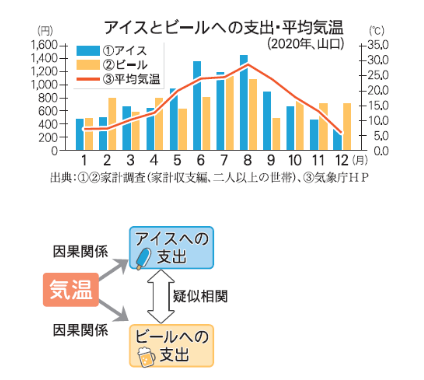 アイスとビールへの支出・平均気温
(2020年、山口)
(円)
(℃)
1,600
1,400
1,200
1,000
800
600
400
200
0
①アイス
②ビール
③平均気温
35.0
30.0
25.0
20.0
15.0
10.0
5.0
0.0
1 2 3 4 5 6 7 8 9 10 11 12 (月)
出典:①②家計調査(家計収支編、二人以上の世帯)、③気象庁HP
因果関係
アイスへの
支出
気温
疑似相関
因果関係
ビールへの
支出